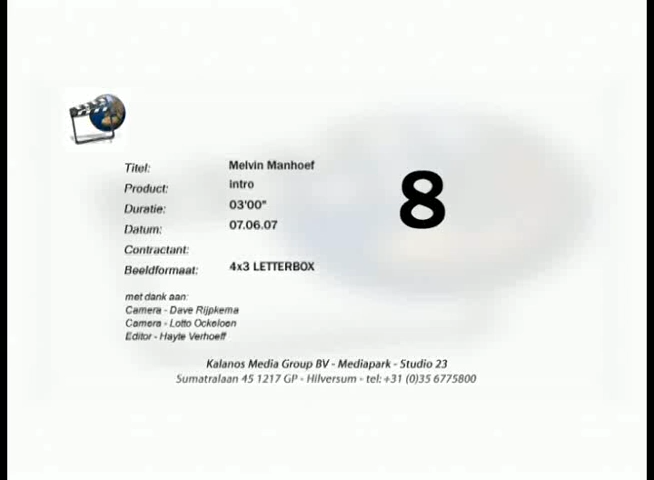 Titel: Melvin Manhoef
Product: intro
Duratie: 03'00"
Datum: 07.06.07
Contractant:
Beeldformaat: 4x3 LETTERBOX
8
met dank aan:
Camera - Dave Rijpkema
Camera - Lotto Ockeloen
Editor - Hayte Verhoeff
Kalanos Media Group BV - Mediapark - Studio 23
Sumatralaan 45 1217 GP - Hilversum - tel: +31 (0)35 6775800